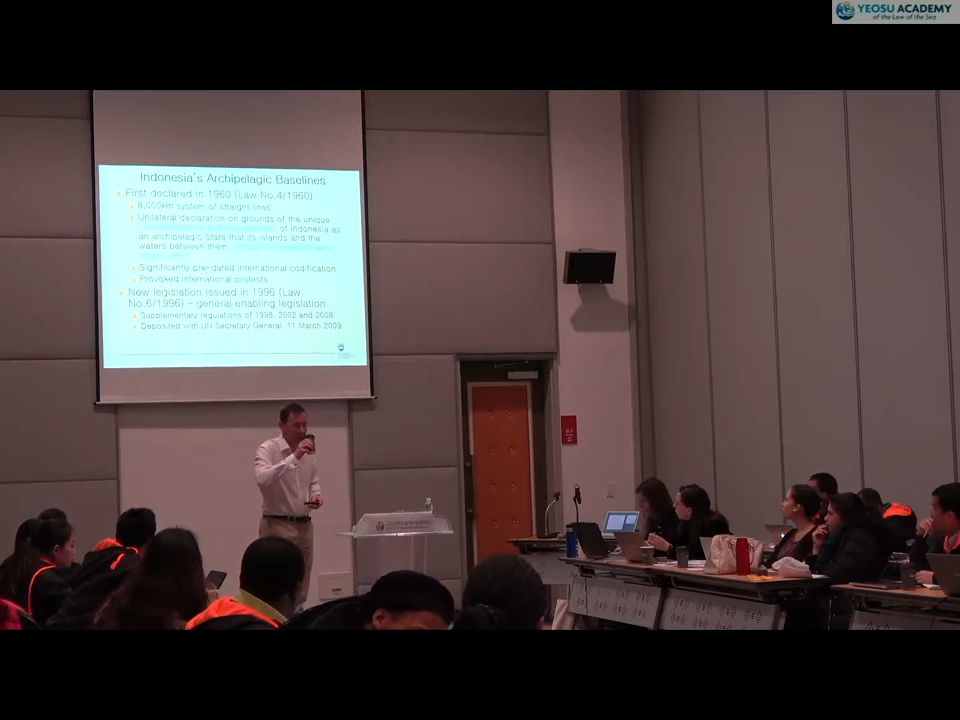 YEOSU ACADEMY
of the Law of the Sea
Indonesia's Archipelagic Baselines
First declared in 1960 (Law No.4/1960)
8,000km system of straight lines
Unilateral declaration on grounds of the unique
of Indonesia as
an archipelagic State that its islands and the
waters between them
Significantly pre-dated international codification
Provoked international protests
New legislation issued in 1996 (Law
No.6/1996) – general enabling legislation
Supplementary regulations of 1998, 2002 and 2008
Deposited with UN Secretary General, 11 March 2009